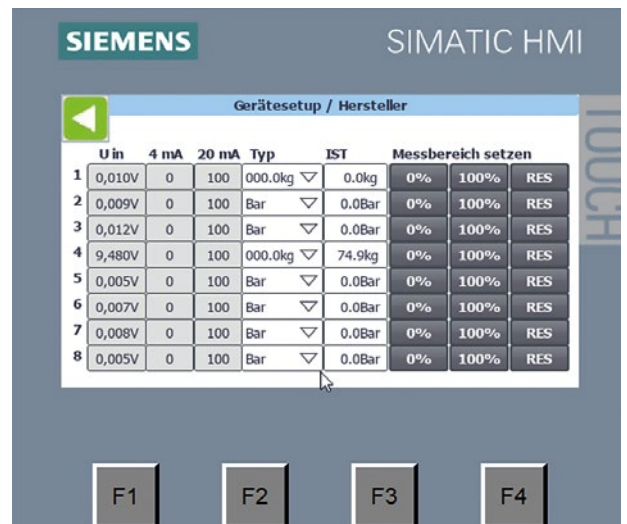 SIEMENS SIMATIC HMI
TOUCH
Gerätesetup / Hersteller
U in 4 mA 20 mA Typ IST Messbereich setzen
1 0,010V 0 100 000.0kg 0.0kg 0% 100% RES
2 0,009V 0 100 Bar 0.0Bar 0% 100% RES
3 0,012V 0 100 Bar 0.0Bar 0% 100% RES
4 9,480V 0 100 000.0kg 74.9kg 0% 100% RES
5 0,005V 0 100 Bar 0.0Bar 0% 100% RES
6 0,007V 0 100 Bar 0.0Bar 0% 100% RES
7 0,008V 0 100 Bar 0.0Bar 0% 100% RES
8 0,005V 0 100 Bar 0.0Bar 0% 100% RES
F1 F2 F3 F4